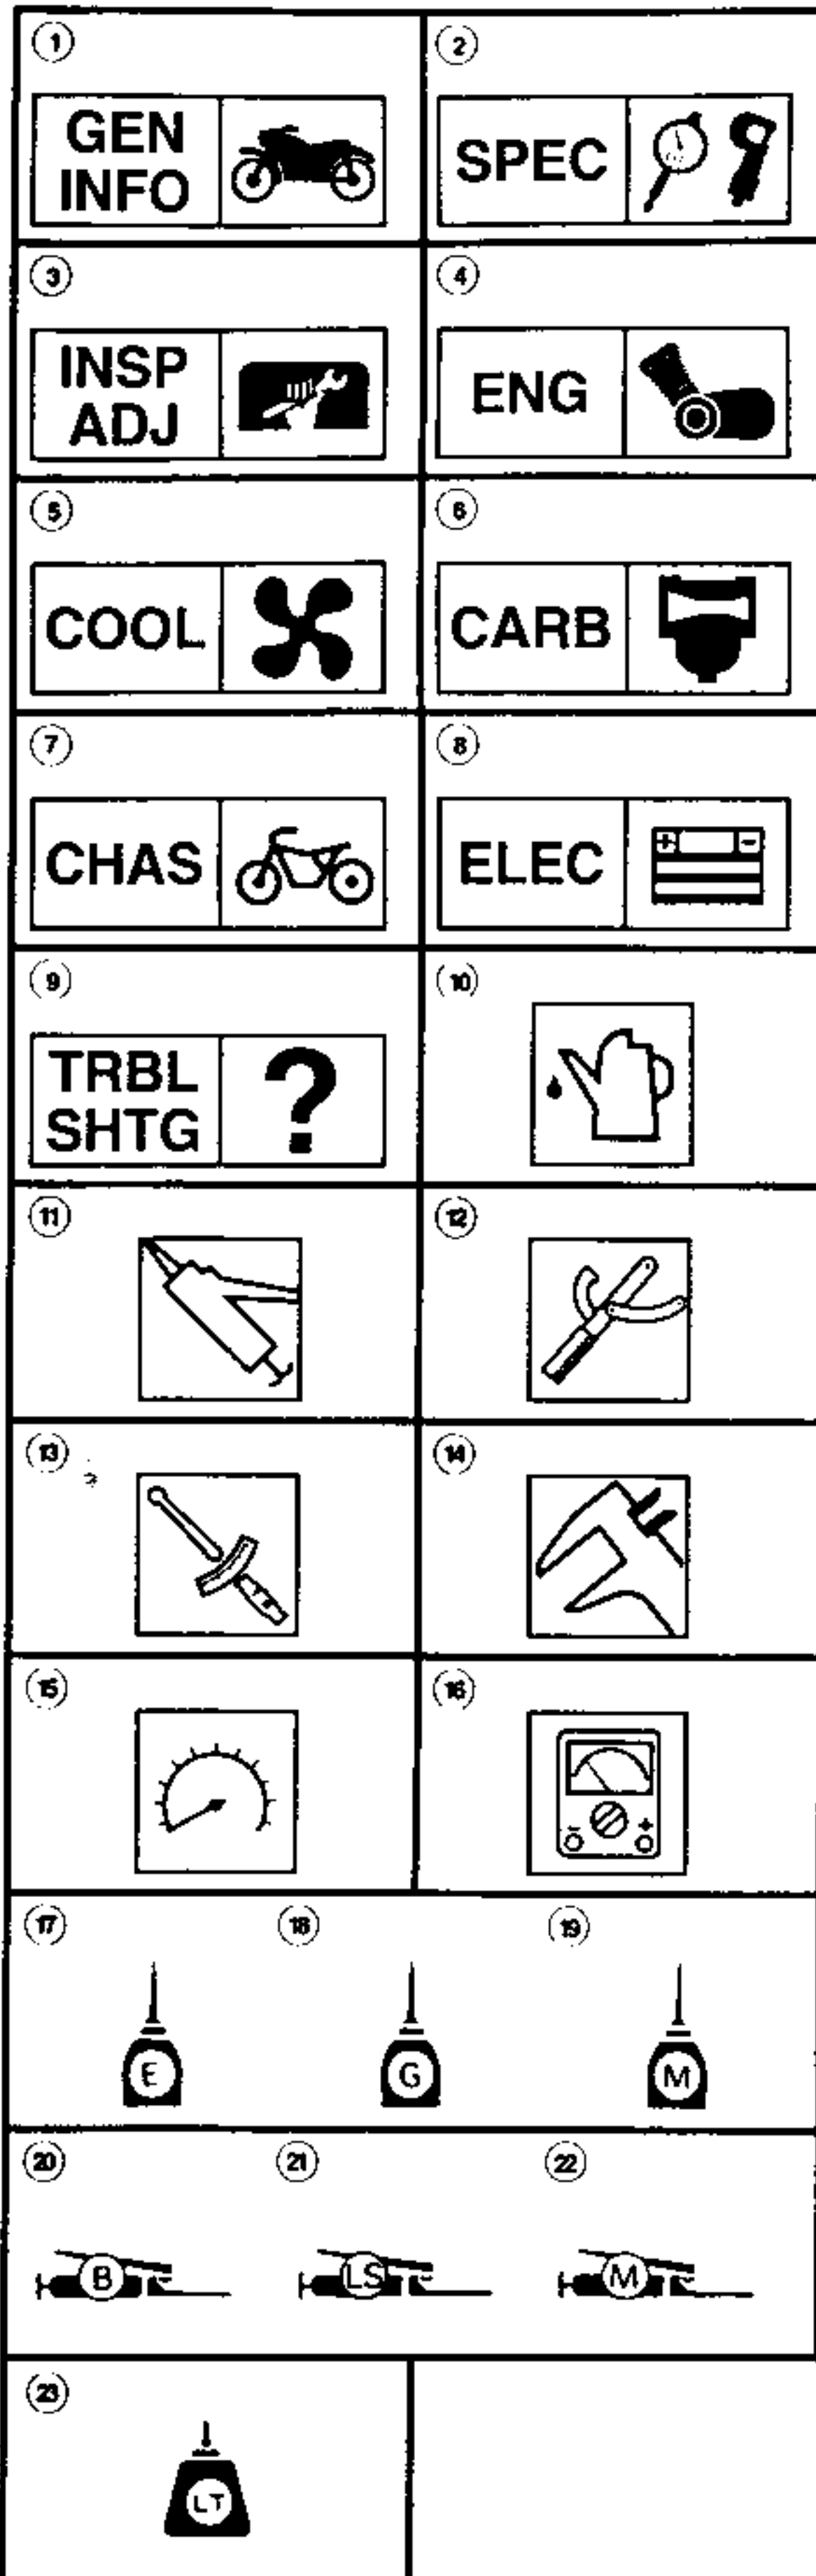 1
GEN
INFO
2
SPEC
3
INSP
ADJ
4
ENG
5
COOL
6
CARB
7
CHAS
8
ELEC
+ -
9
TRBL
SHTG
?
10
11
12
13
14
15
16
- +
17
E
18
G
19
M
20
B
21
LS
22
M
23
LT